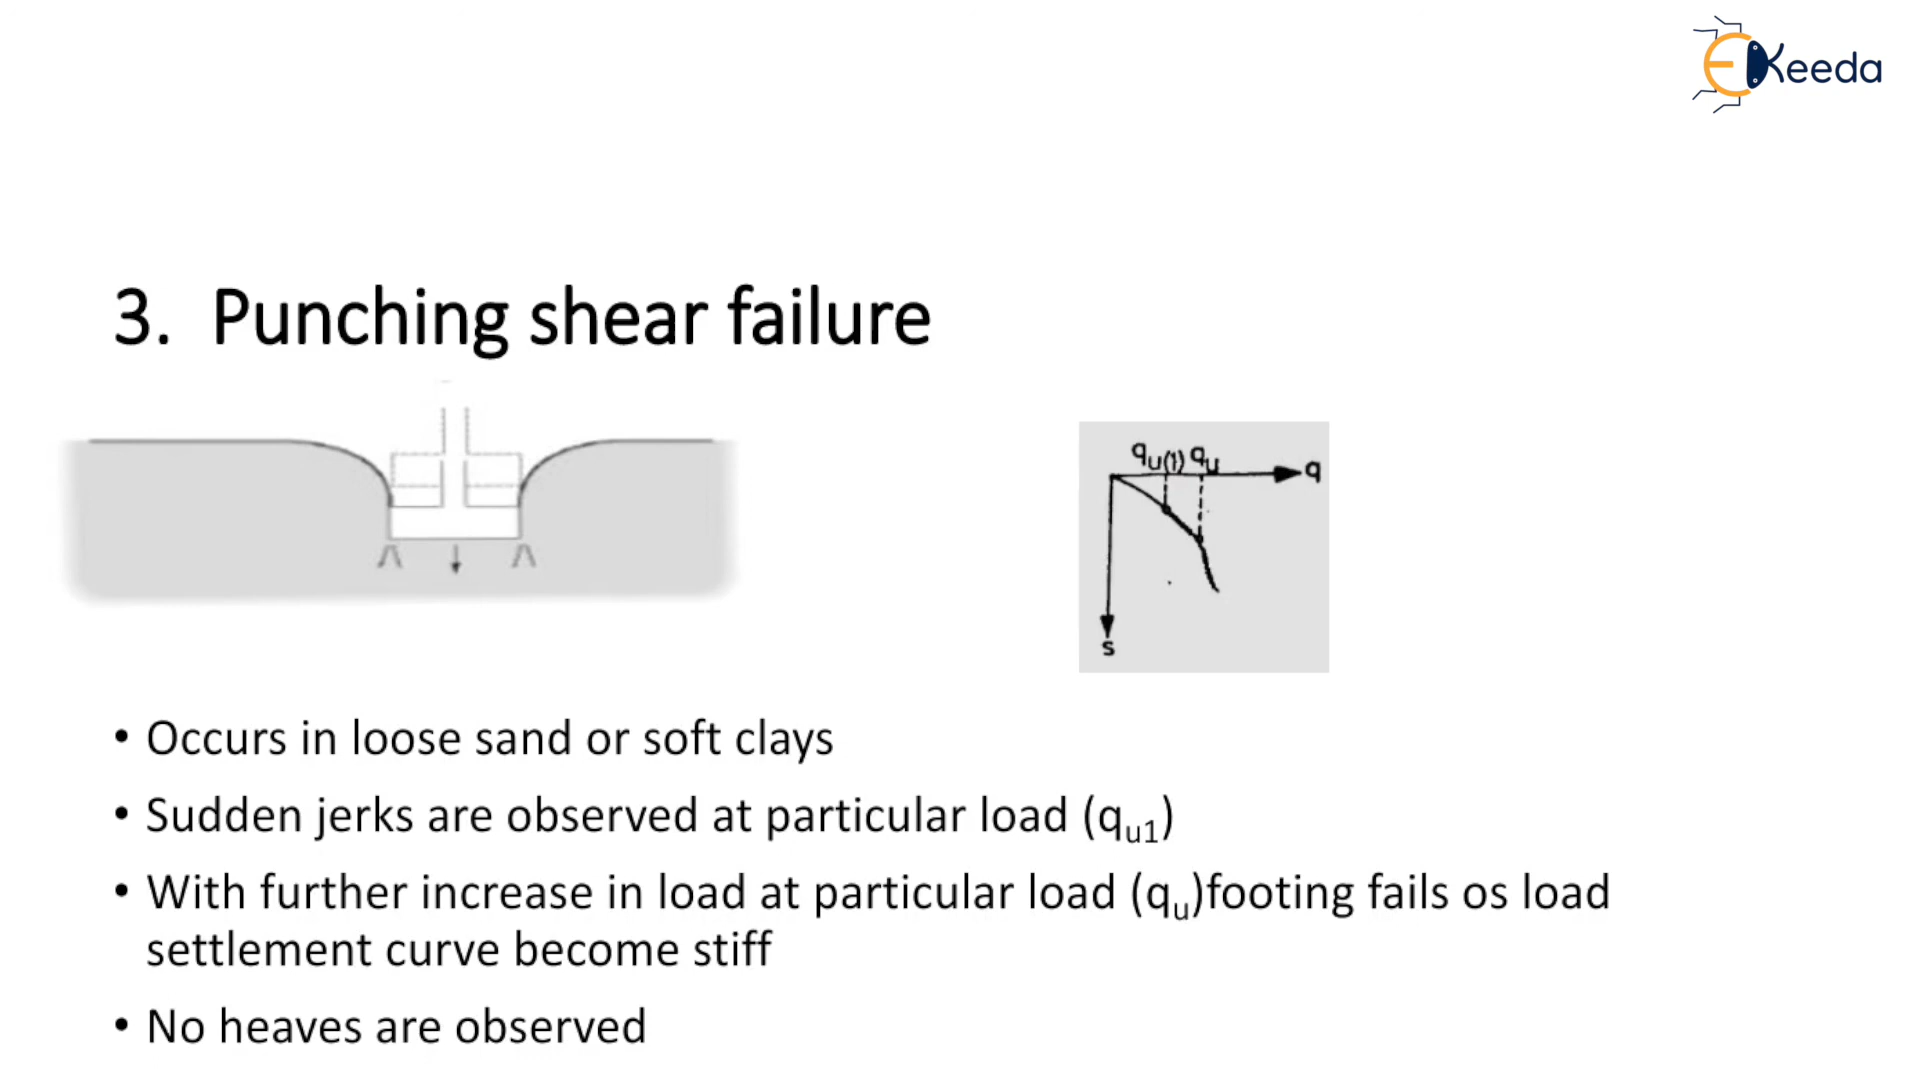 EKeeda
3. Punching shear failure
qu(1) qu
q
s
• Occurs in loose sand or soft clays
• Sudden jerks are observed at particular load (qu1)
• With further increase in load at particular load (qu)footing fails os load
settlement curve become stiff
• No heaves are observed